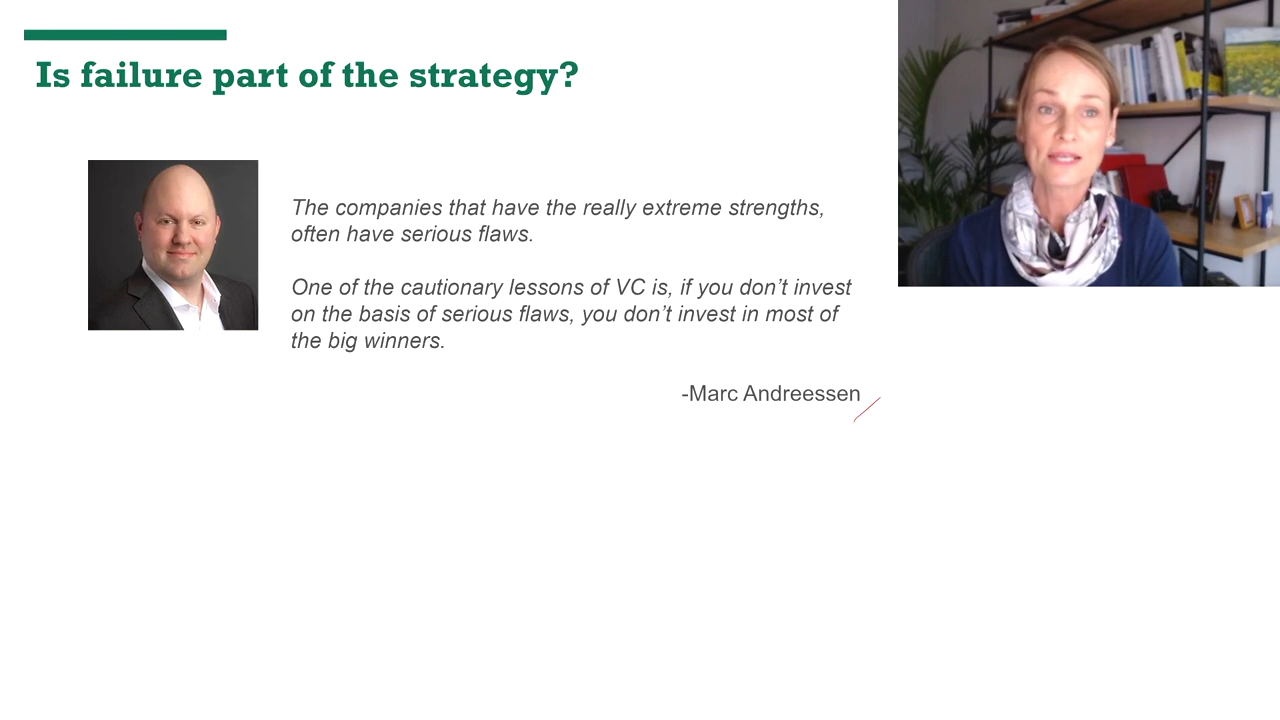 Is failure part of the strategy?
The companies that have the really extreme strengths,
often have serious flaws.
One of the cautionary lessons of VC is, if you don’t invest
on the basis of serious flaws, you don’t invest in most of
the big winners.
-Marc Andreessen